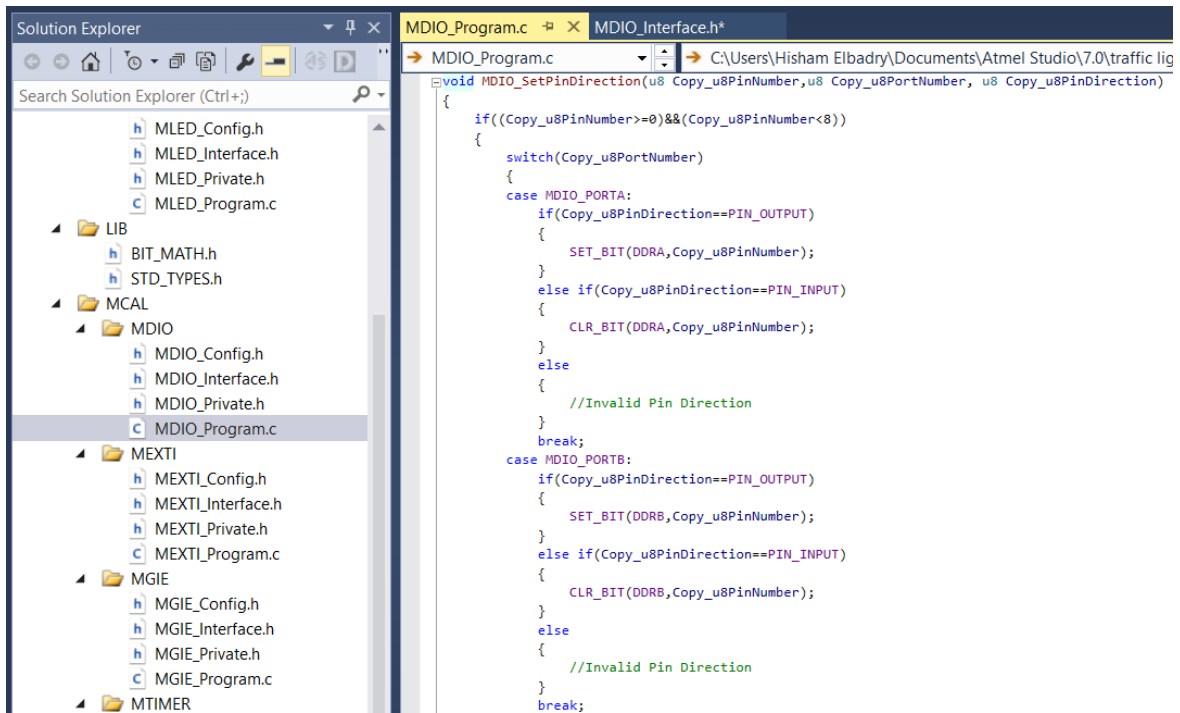 Solution Explorer
Search Solution Explorer (Ctrl+;)
MLED_Config.h
MLED_Interface.h
MLED_Private.h
MLED_Program.c
LIB
BIT_MATH.h
STD_TYPES.h
MCAL
MDIO
MDIO_Config.h
MDIO_Interface.h
MDIO_Private.h
MDIO_Program.c
MEXTI
MEXTI_Config.h
MEXTI_Interface.h
MEXTI_Private.h
MEXTI_Program.c
MGIE
MGIE_Config.h
MGIE_Interface.h
MGIE_Private.h
MGIE_Program.c
MTIMER
MDIO_Program.c MDIO_Interface.h*
MDIO_Program.c C:\Users\Hisham Elbadry\Documents\Atmel Studio\7.0\traffic lig
void MDIO_SetPinDirection(u8 Copy_u8PinNumber,u8 Copy_u8PortNumber, u8 Copy_u8PinDirection)
{
if((Copy_u8PinNumber>=0)&&(Copy_u8PinNumber<8))
{
switch(Copy_u8PortNumber)
{
case MDIO_PORTA:
if(Copy_u8PinDirection==PIN_OUTPUT)
{
SET_BIT(DDRA,Copy_u8PinNumber);
}
else if(Copy_u8PinDirection==PIN_INPUT)
{
CLR_BIT(DDRA,Copy_u8PinNumber);
}
else
{
//Invalid Pin Direction
}
break;
case MDIO_PORTB:
if(Copy_u8PinDirection==PIN_OUTPUT)
{
SET_BIT(DDRB,Copy_u8PinNumber);
}
else if(Copy_u8PinDirection==PIN_INPUT)
{
CLR_BIT(DDRB,Copy_u8PinNumber);
}
else
{
//Invalid Pin Direction
}
break;